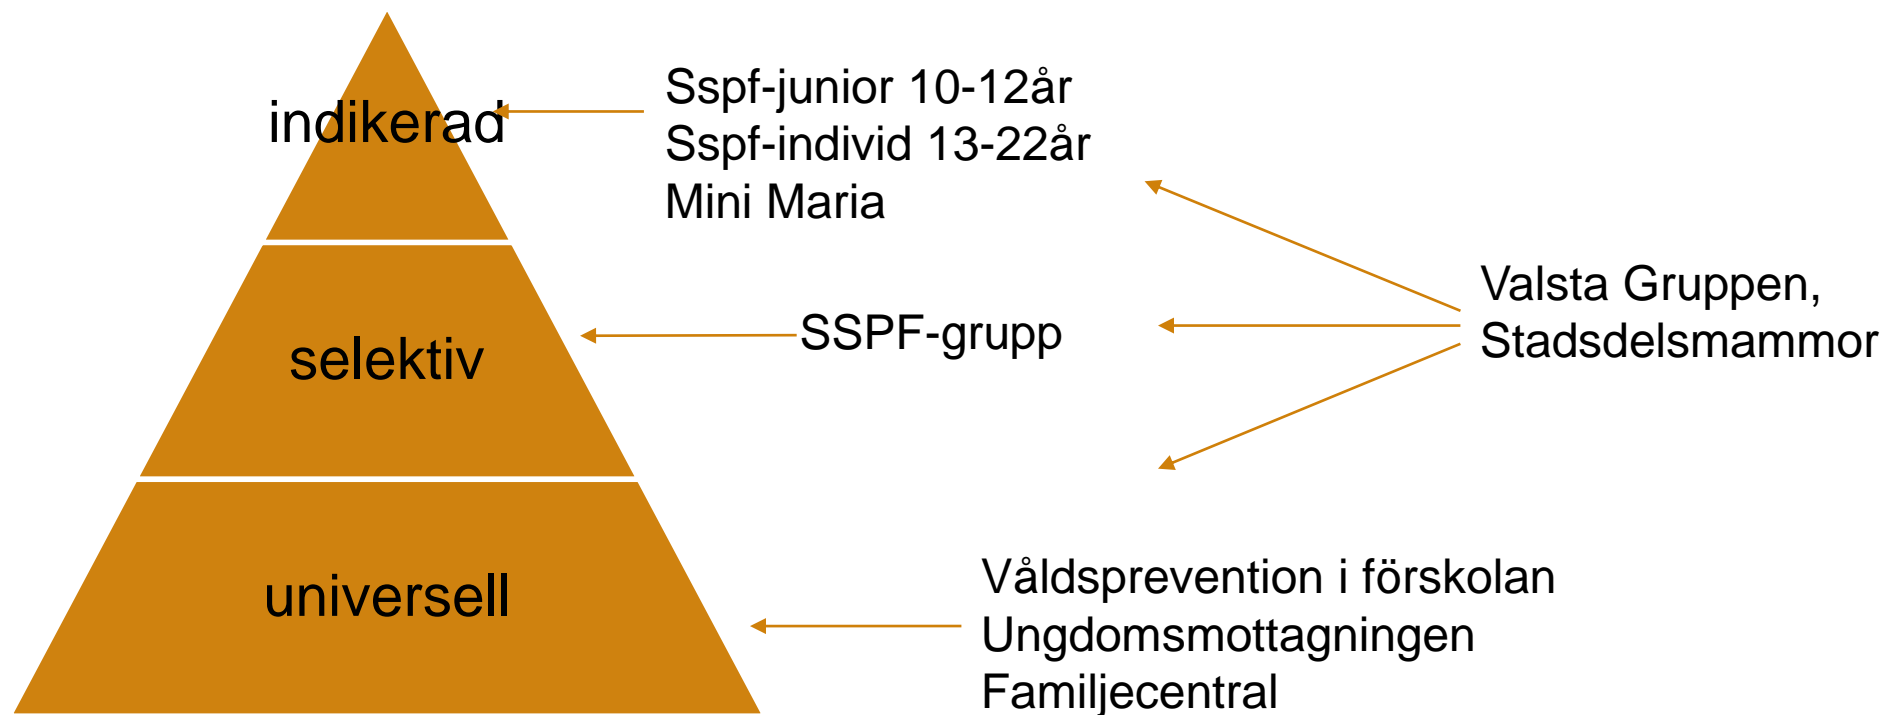 indikerad
Sspf-junior 10-12år
Sspf-individ 13-22år
Mini Maria
selektiv
SSPF-grupp
Valsta Gruppen,
Stadsdelsmammor
universell
Våldsprevention i förskolan
Ungdomsmottagningen
Familjecentral